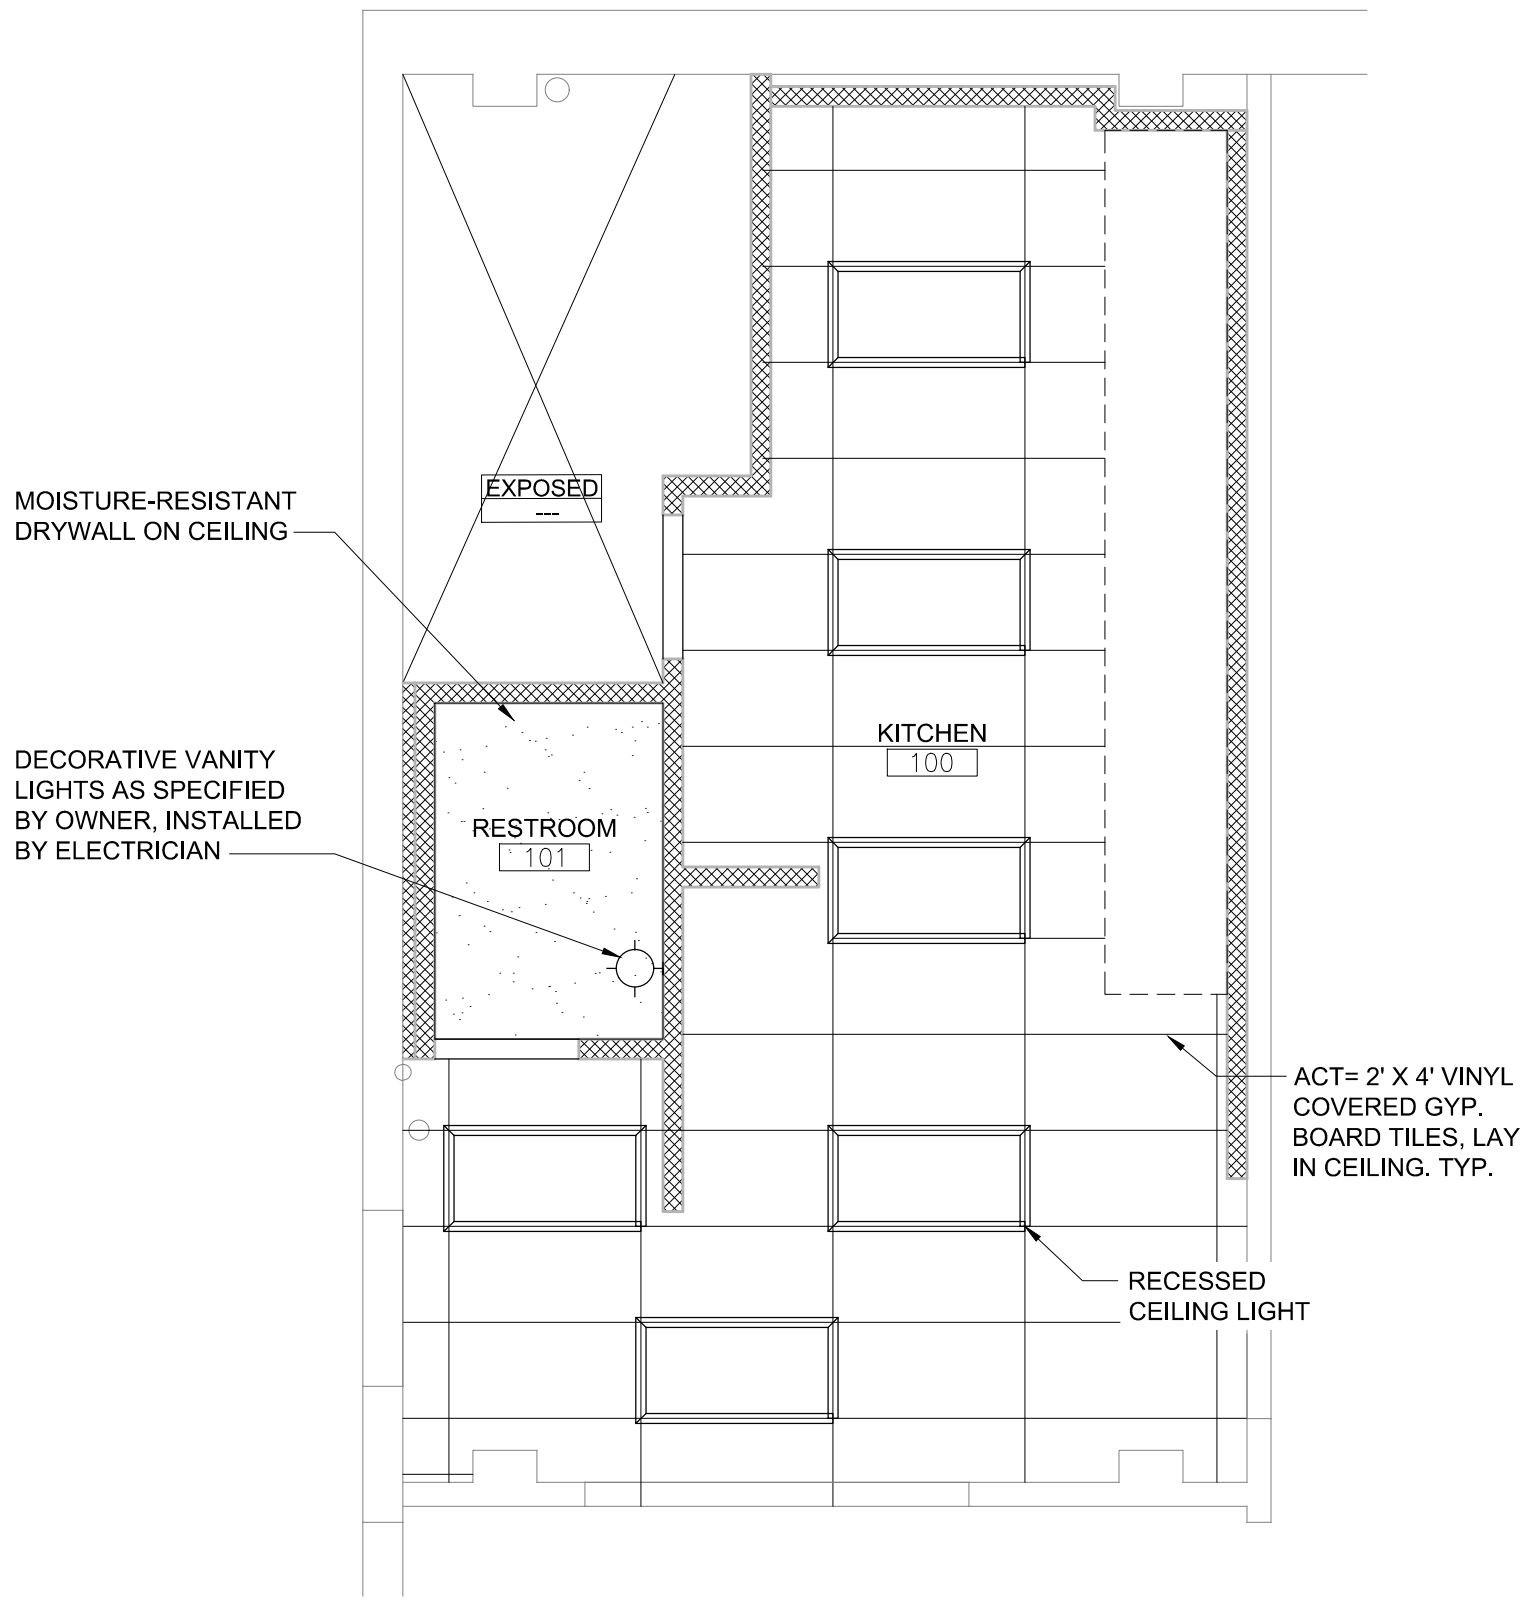 EXPOSED
---
MOISTURE-RESISTANT
DRYWALL ON CEILING
KITCHEN
100
DECORATIVE VANITY
LIGHTS AS SPECIFIED
BY OWNER, INSTALLED
BY ELECTRICIAN
RESTROOM
101
ACT= 2' X 4' VINYL
COVERED GYP.
BOARD TILES, LAY
IN CEILING. TYP.
RECESSED
CEILING LIGHT